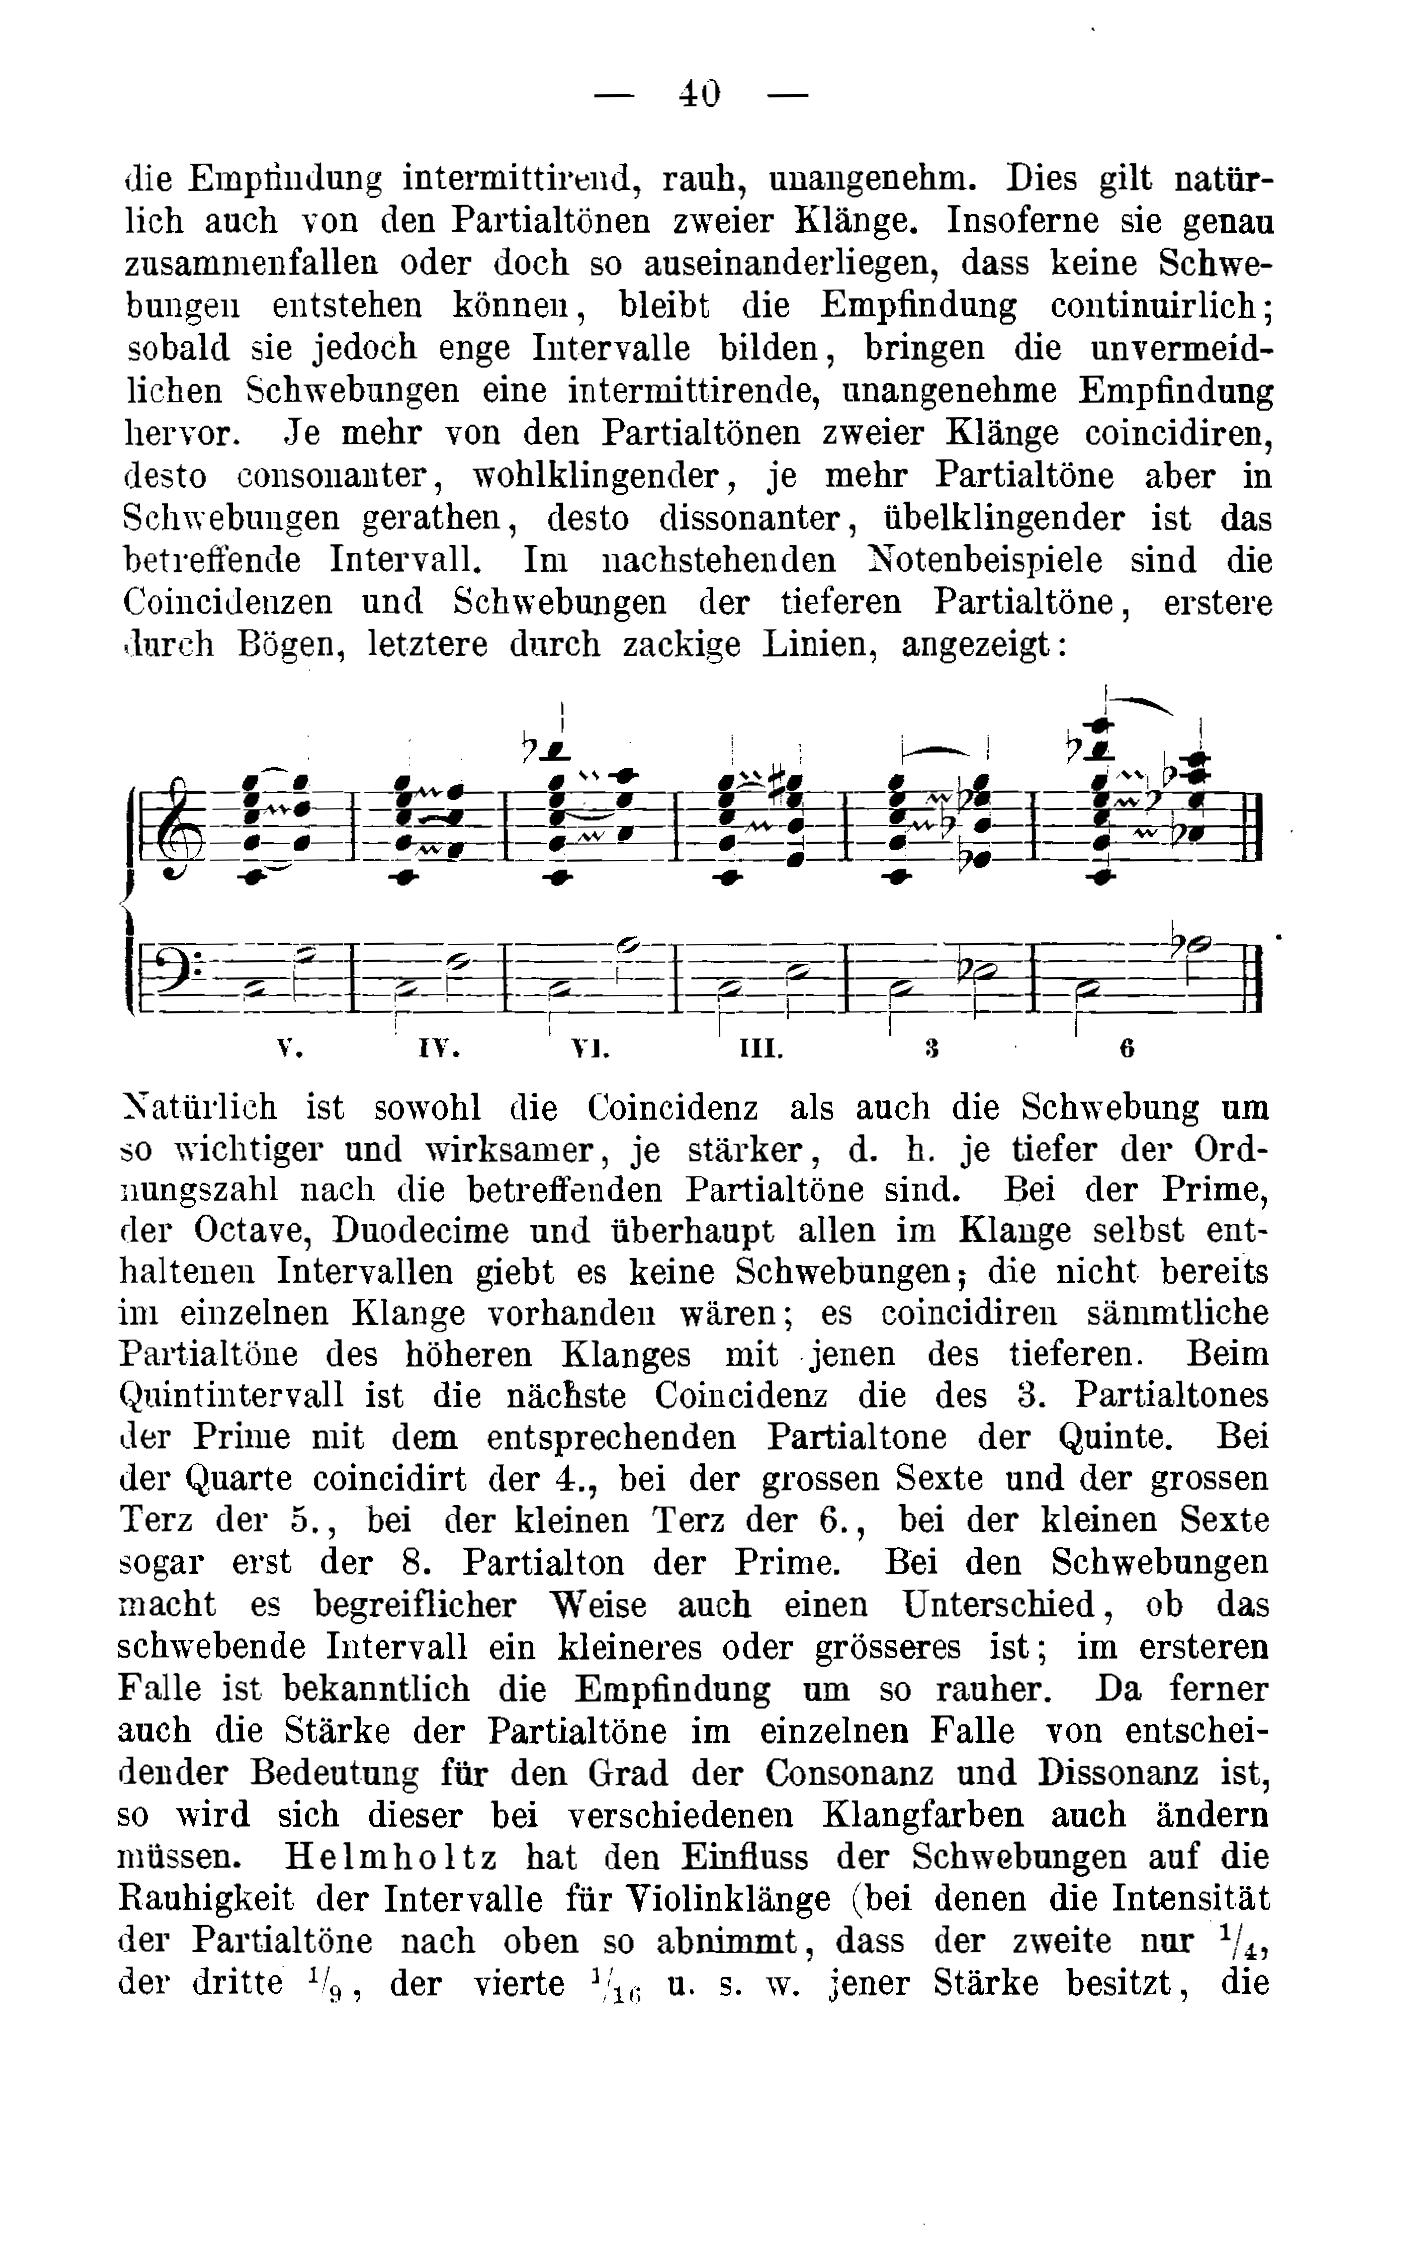 — 40 —
die Empfindung intermittirend, rauh, unangenehm. Dies gilt natür-
lich auch von den Partialtönen zweier Klänge. Insoferne sie genau
zusammenfallen oder doch so auseinanderliegen, dass keine Schwe-
bungen entstehen können, bleibt die Empfindung continuirlich;
sobald sie jedoch enge Intervalle bilden, bringen die unvermeid-
lichen Schwebungen eine intermittirende, unangenehme Empfindung
hervor. Je mehr von den Partialtönen zweier Klänge coincidiren,
desto consonanter, wohlklingender, je mehr Partialtöne aber in
Schwebungen gerathen, desto dissonanter, übelklingender ist das
betreffende Intervall. Im nachstehenden Notenbeispiele sind die
Coincidenzen und Schwebungen der tieferen Partialtöne, erstere
durch Bögen, letztere durch zackige Linien, angezeigt:
V. IV. VI. III. 3 6
Natürlich ist sowohl die Coincidenz als auch die Schwebung um
so wichtiger und wirksamer, je stärker, d. h. je tiefer der Ord-
nungszahl nach die betreffenden Partialtöne sind. Bei der Prime,
der Octave, Duodecime und überhaupt allen im Klange selbst ent-
haltenen Intervallen giebt es keine Schwebungen; die nicht bereits
im einzelnen Klange vorhanden wären; es coincidiren sämmtliche
Partialtöne des höheren Klanges mit jenen des tieferen. Beim
Quintintervall ist die nächste Coincidenz die des 3. Partialtones
der Prime mit dem entsprechenden Partialtone der Quinte. Bei
der Quarte coincidirt der 4., bei der grossen Sexte und der grossen
Terz der 5., bei der kleinen Terz der 6., bei der kleinen Sexte
sogar erst der 8. Partialton der Prime. Bei den Schwebungen
macht es begreiflicher Weise auch einen Unterschied, ob das
schwebende Intervall ein kleineres oder grösseres ist; im ersteren
Falle ist bekanntlich die Empfindung um so rauher. Da ferner
auch die Stärke der Partialtöne im einzelnen Falle von entschei-
dender Bedeutung für den Grad der Consonanz und Dissonanz ist,
so wird sich dieser bei verschiedenen Klangfarben auch ändern
müssen. Helmholtz hat den Einfluss der Schwebungen auf die
Rauhigkeit der Intervalle für Violinklänge (bei denen die Intensität
der Partialtöne nach oben so abnimmt, dass der zweite nur 1/4,
der dritte 1/9, der vierte 1/16 u. s. w. jener Stärke besitzt, die